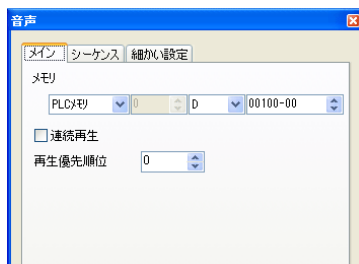 音声
メイン シーケンス 細かい設定
メモリ
PLCメモリ 0 D 00100-00
連続再生
再生優先順位 0